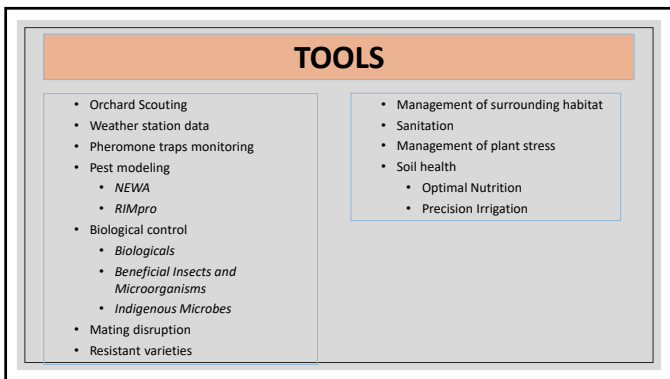 TOOLS
• Orchard Scouting
• Weather station data
• Pheromone traps monitoring
• Pest modeling
• NEWA
• RIMpro
• Biological control
• Biologicals
• Beneficial Insects and
Microorganisms
• Indigenous Microbes
• Mating disruption
• Resistant varieties
• Management of surrounding habitat
• Sanitation
• Management of plant stress
• Soil health
• Optimal Nutrition
• Precision Irrigation